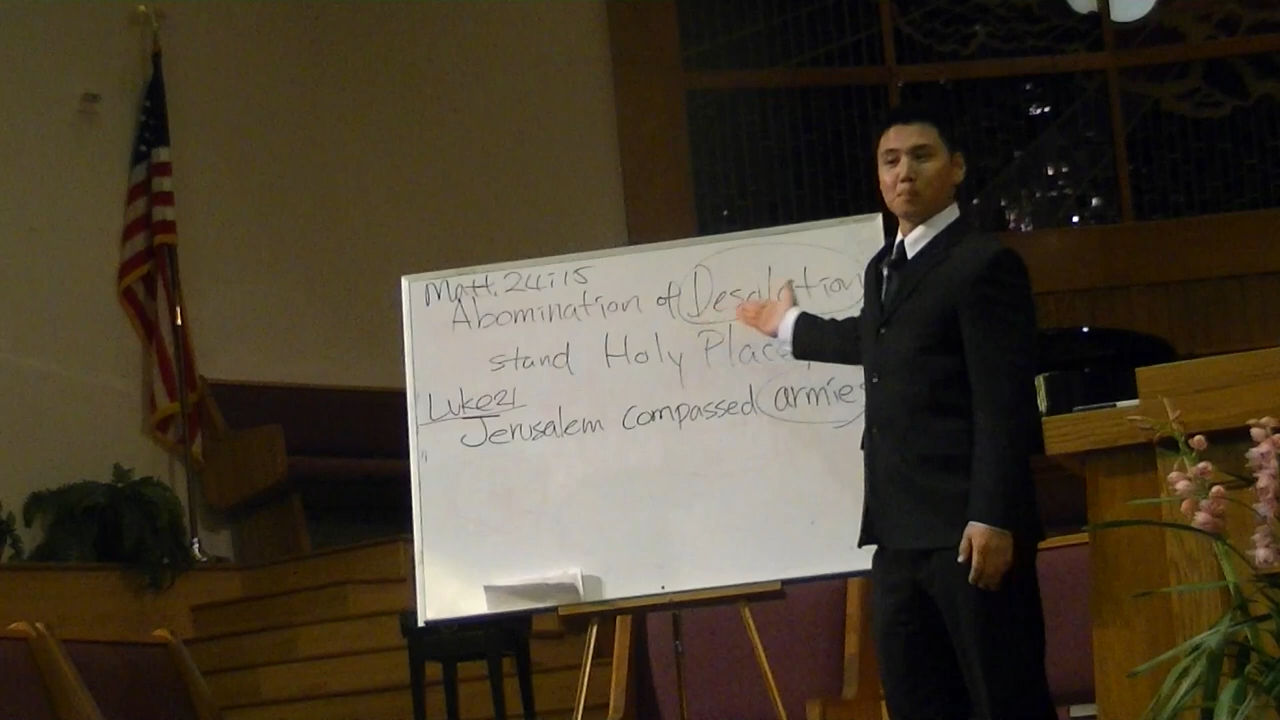 Matt. 24:15
Abomination of Desolation
stand Holy Place,
Luke 21
Jerusalem compassed armies
"